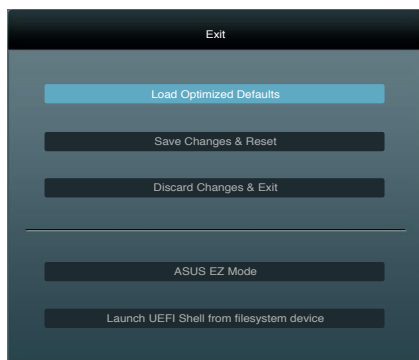 Exit
Load Optimized Defaults
Save Changes & Reset
Discard Changes & Exit
ASUS EZ Mode
Launch UEFI Shell from filesystem device